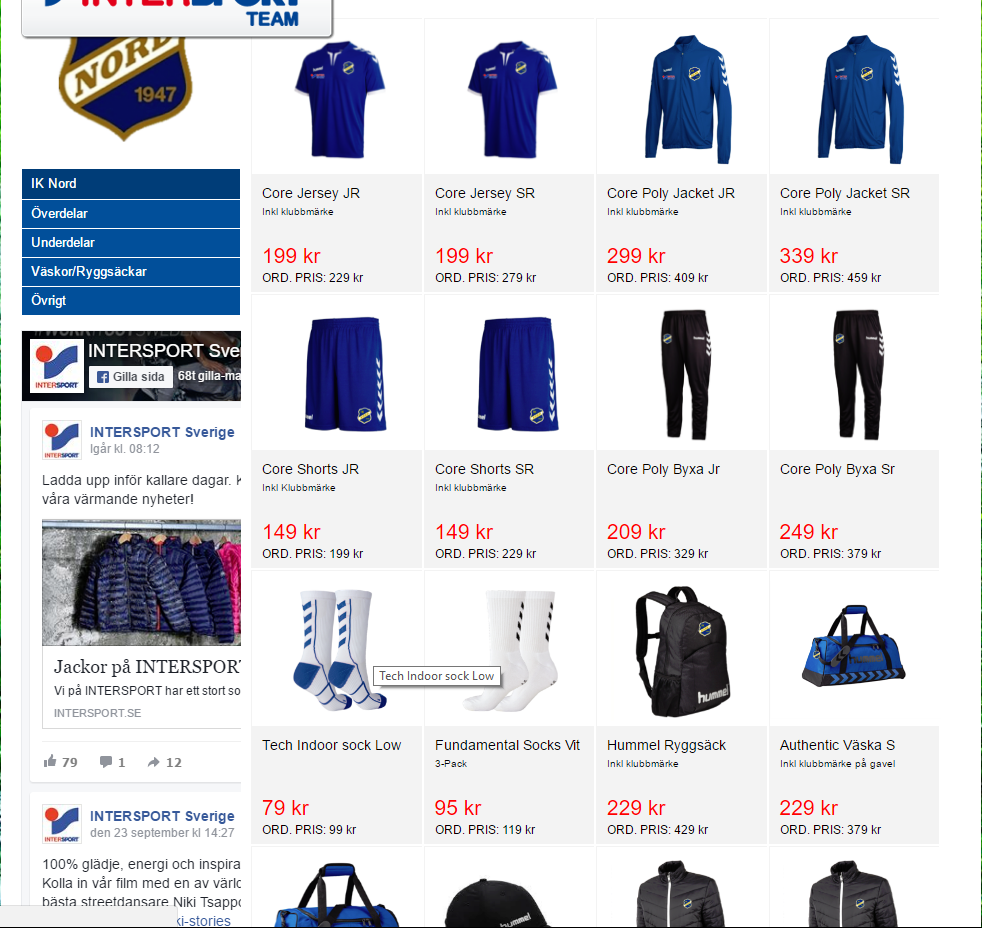 INTERSPORT
TEAM
NORD
1947
IK Nord
Överdelar
Underdelar
Väskor/Ryggsäckar
Övrigt
INTERSPORT Sve
Gilla sida
68t gilla-ma
INTERSPORT
INTERSPORT Sverige
Igår kl. 08:12
INTERSPORT
Ladda upp inför kallare dagar. K
våra värmande nyheter!
Jackor på INTERSPORT
Vi på INTERSPORT har ett stort so
INTERSPORT.SE
79 1 12
INTERSPORT Sverige
den 23 september kl 14:27
INTERSPORT
100% glädje, energi och inspira
Kolla in vår film med en av värld
bästa streetdansare Niki Tsappo
ki-stories
Core Jersey JR
Inkl klubbmärke
199 kr
ORD. PRIS: 229 kr
Core Jersey SR
Inkl klubbmärke
199 kr
ORD. PRIS: 279 kr
Core Poly Jacket JR
Inkl klubbmärke
299 kr
ORD. PRIS: 409 kr
Core Poly Jacket SR
Inkl klubbmärke
339 kr
ORD. PRIS: 459 kr
Core Shorts JR
Inkl Klubbmärke
149 kr
ORD. PRIS: 199 kr
Core Shorts SR
Inkl klubbmärke
149 kr
ORD. PRIS: 229 kr
Core Poly Byxa Jr
209 kr
ORD. PRIS: 329 kr
Core Poly Byxa Sr
249 kr
ORD. PRIS: 379 kr
Tech Indoor sock Low
Tech Indoor sock Low
79 kr
ORD. PRIS: 99 kr
Fundamental Socks Vit
3-Pack
95 kr
ORD. PRIS: 119 kr
hummel
Hummel Ryggsäck
Inkl klubbmärke
229 kr
ORD. PRIS: 429 kr
Authentic Väska S
Inkl klubbmärke på gavel
229 kr
ORD. PRIS: 379 kr
hummel